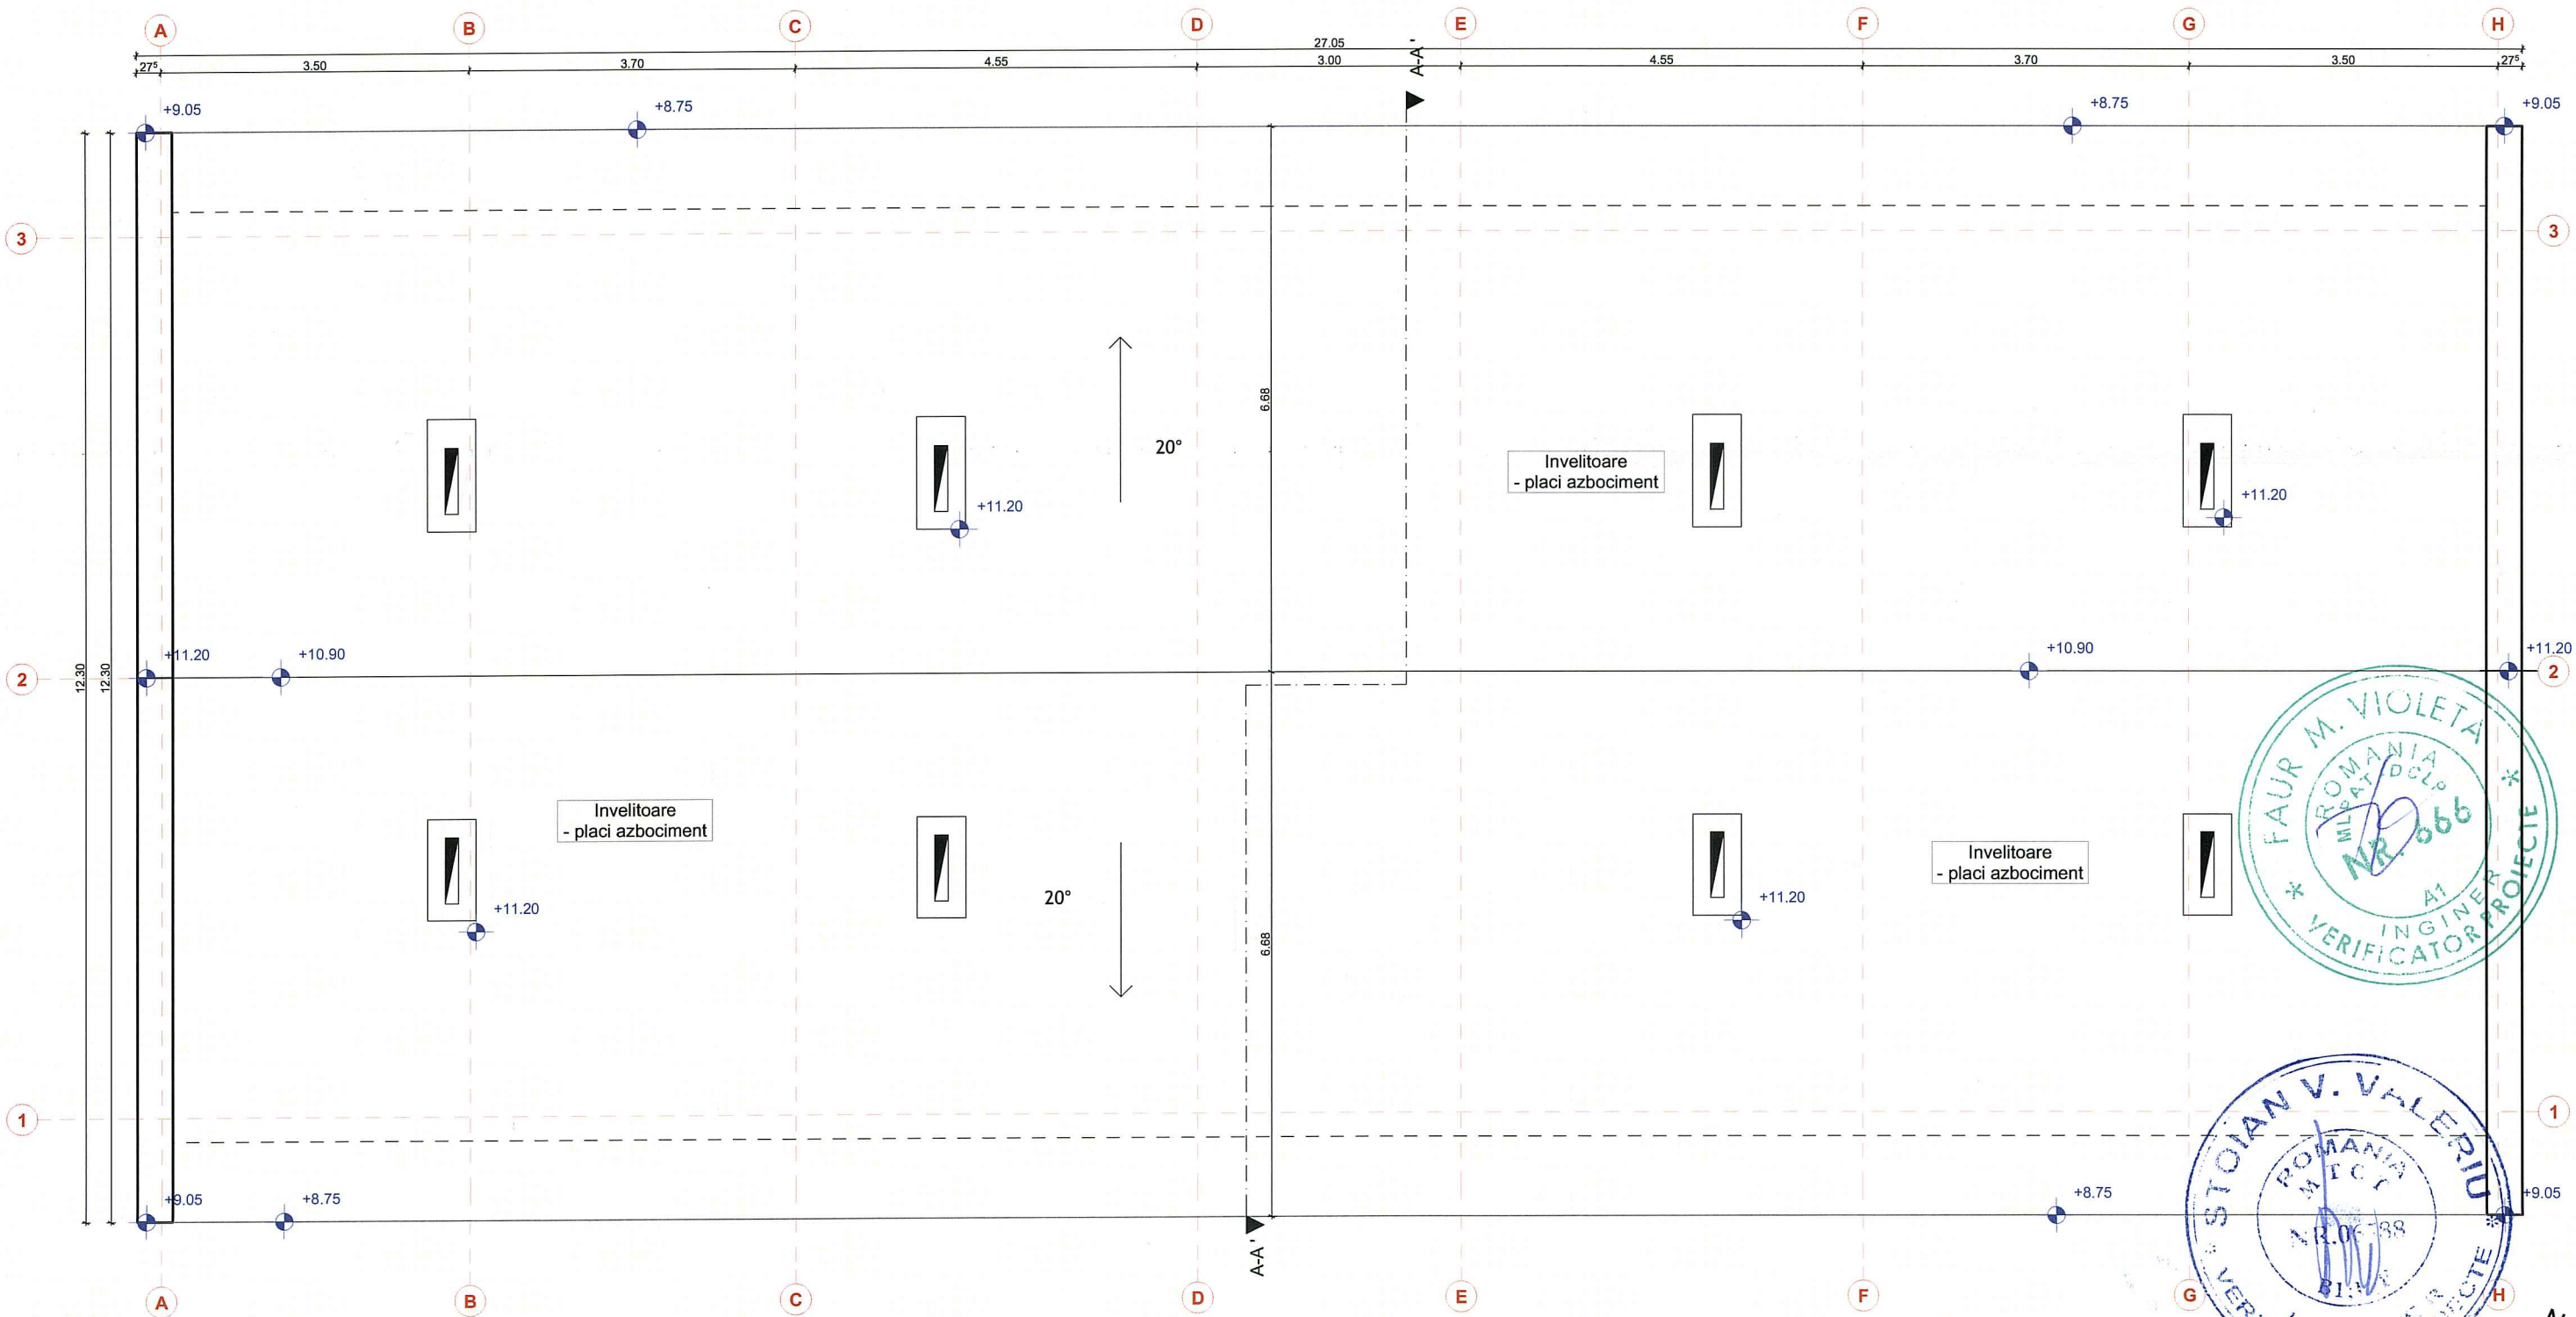 A B C D E F G H
27.05
27⁵ 3.50 3.70 4.55 3.00 4.55 3.70 3.50 27⁵
A-A'
+9.05 +8.75 +8.75 +9.05
3 3
6.68
20°
Invelitoare
- placi azbociment
+11.20 +11.20
12.30 12.30
+11.20 +10.90 +10.90 +11.20
2 2
Invelitoare
- placi azbociment
Invelitoare
- placi azbociment
20°
+11.20 +11.20
6.68
FAUR M. VIOLETA
ROMANIA
NR. 666
A1
INGINER
* VERIFICATOR PROIECTE *
1 1
STOIAN V. VALERIU
ROMANIA
MTCT
+9.05 +8.75 +8.75 +9.05
A-A'
A B C D E F G H